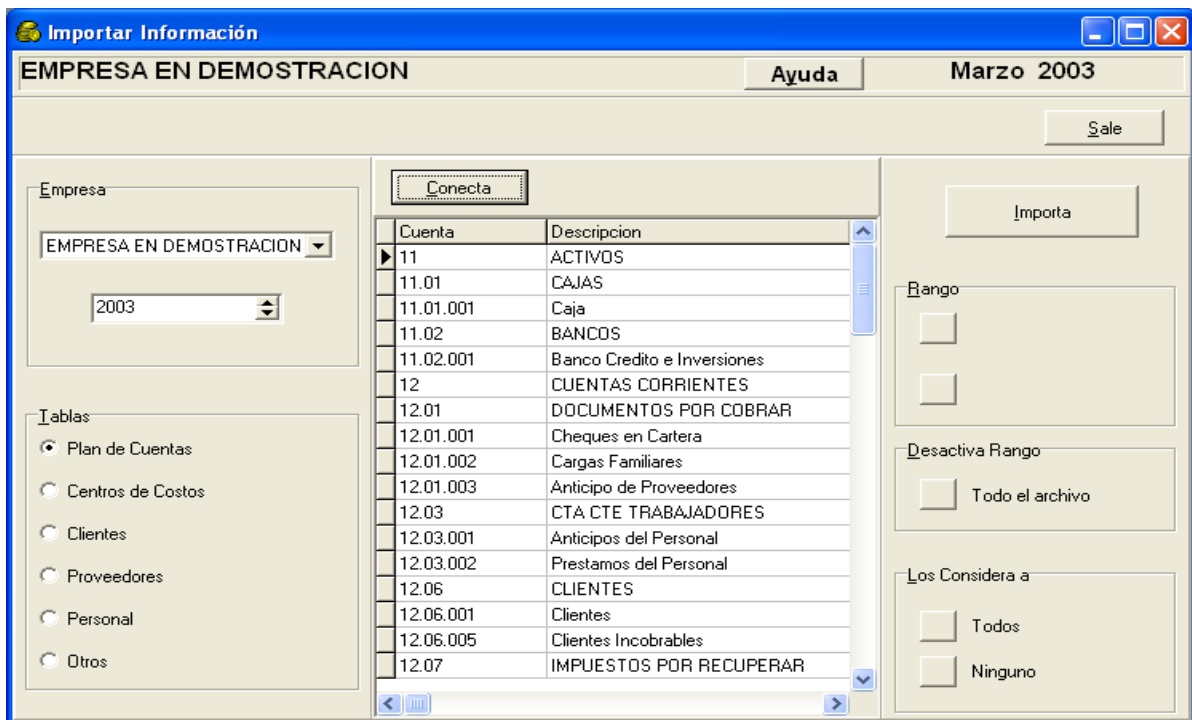 Importar Información
EMPRESA EN DEMOSTRACION Ayuda Marzo 2003
Sale
Empresa
EMPRESA EN DEMOSTRACION
2003
Tablas
Plan de Cuentas
Centros de Costos
Clientes
Proveedores
Personal
Otros
Conecta
Cuenta Descripcion
11 ACTIVOS
11.01 CAJAS
11.01.001 Caja
11.02 BANCOS
11.02.001 Banco Credito e Inversiones
12 CUENTAS CORRIENTES
12.01 DOCUMENTOS POR COBRAR
12.01.001 Cheques en Cartera
12.01.002 Cargas Familiares
12.01.003 Anticipo de Proveedores
12.03 CTA CTE TRABAJADORES
12.03.001 Anticipos del Personal
12.03.002 Prestamos del Personal
12.06 CLIENTES
12.06.001 Clientes
12.06.005 Clientes Incobrables
12.07 IMPUESTOS POR RECUPERAR
Importa
Rango
Desactiva Rango
Todo el archivo
Los Considera a
Todos
Ninguno